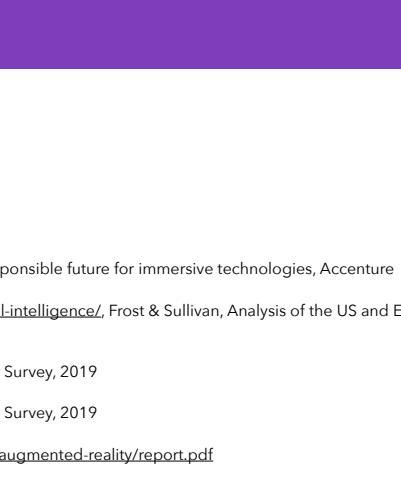 ponsible future for immersive technologies, Accenture
l-intelligence/, Frost & Sullivan, Analysis of the US and E
Survey, 2019
Survey, 2019
augmented-reality/report.pdf